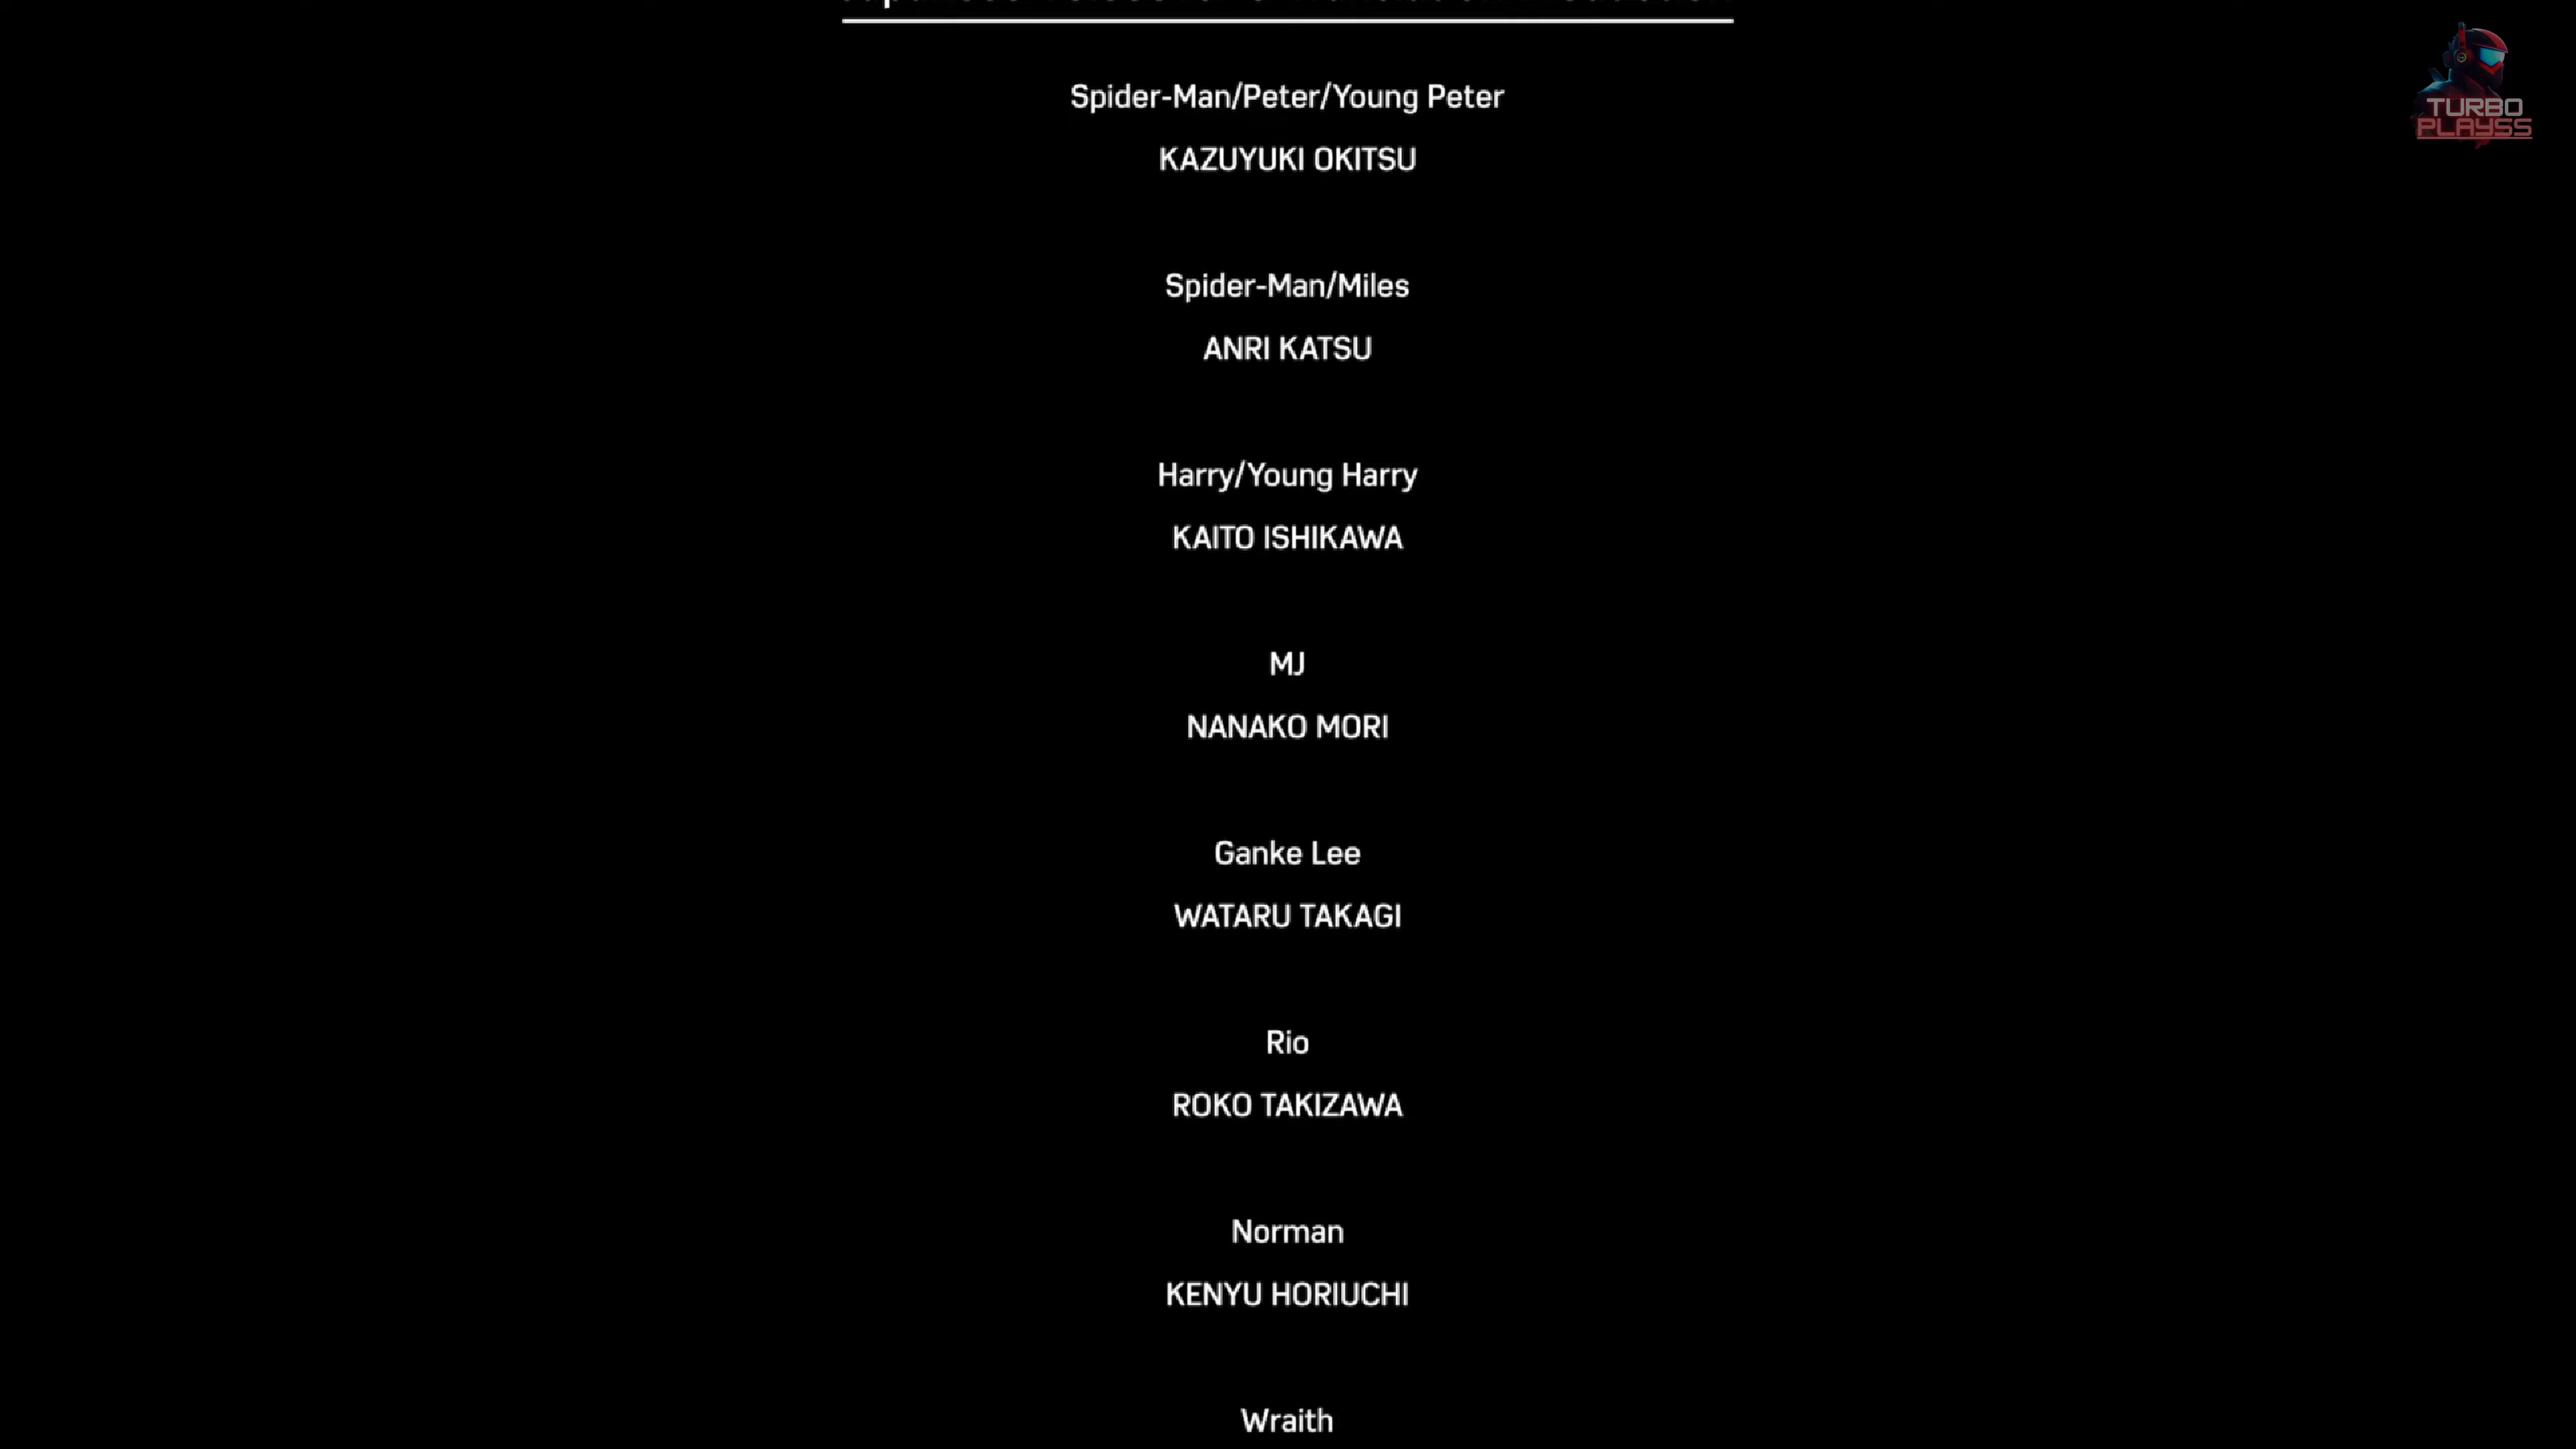 Spider-Man/Peter/Young Peter
KAZUYUKI OKITSU
Spider-Man/Miles
ANRI KATSU
Harry/Young Harry
KAITO ISHIKAWA
MJ
NANAKO MORI
Ganke Lee
WATARU TAKAGI
Rio
ROKO TAKIZAWA
Norman
KENYU HORIUCHI
Wraith
TURBO
PLAYSS